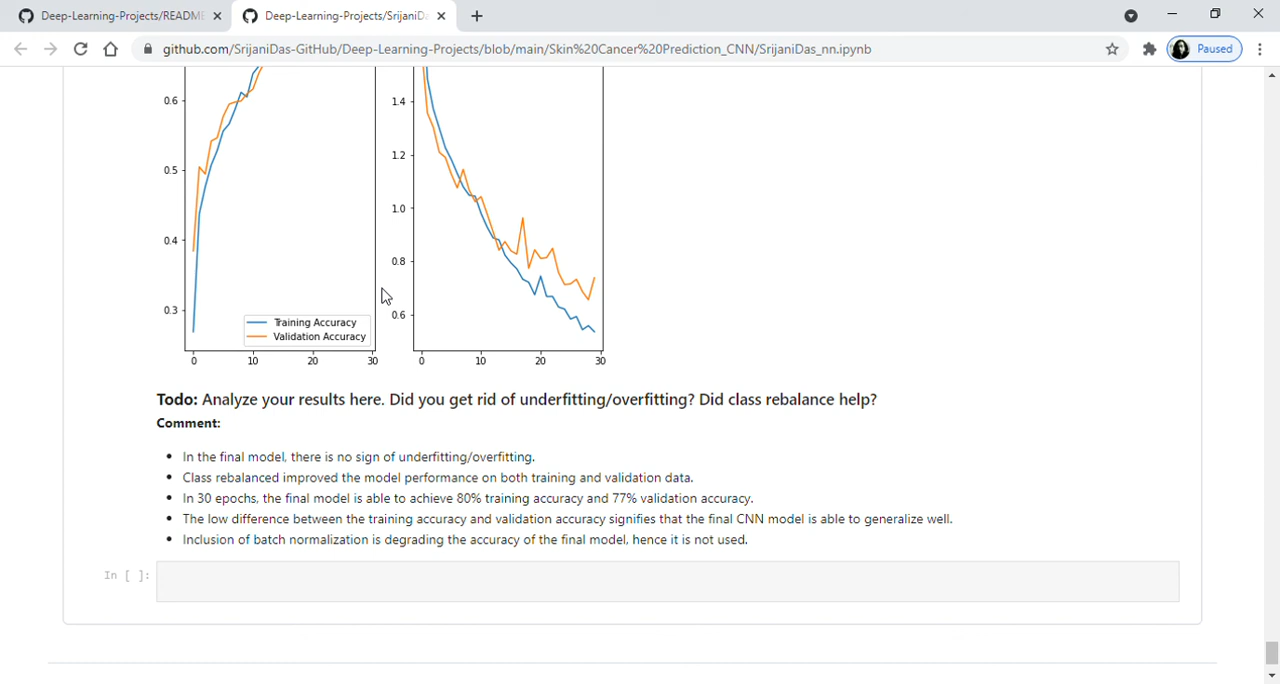 Deep-Learning-Projects/README
Deep-Learning-Projects/SrijaniDa
github.com/SrijaniDas-GitHub/Deep-Learning-Projects/blob/main/Skin%20Cancer%20Prediction_CNN/SrijaniDas_nn.ipynb
Paused
0.6
0.5
0.4
0.3
Training Accuracy
Validation Accuracy
0 10 20 30
1.4
1.2
1.0
0.8
0.6
0 10 20 30
Todo: Analyze your results here. Did you get rid of underfitting/overfitting? Did class rebalance help?
Comment:
• In the final model, there is no sign of underfitting/overfitting.
• Class rebalanced improved the model performance on both training and validation data.
• In 30 epochs, the final model is able to achieve 80% training accuracy and 77% validation accuracy.
• The low difference between the training accuracy and validation accuracy signifies that the final CNN model is able to generalize well.
• Inclusion of batch normalization is degrading the accuracy of the final model, hence it is not used.
In [ ]: